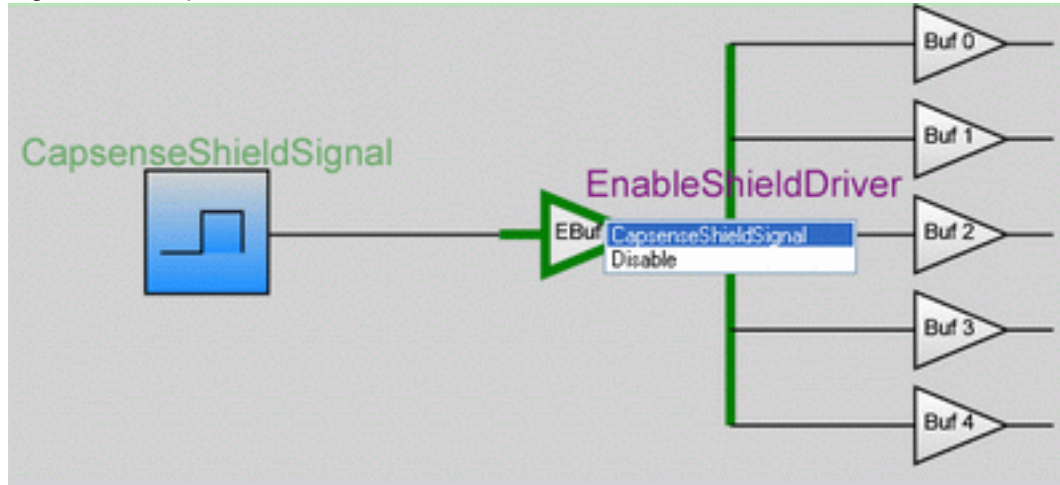 Buf 0
Buf 1
CapsenseShieldSignal
EnableShieldDriver
EBuf
CapsenseShieldSignal
Disable
Buf 2
Buf 3
Buf 4